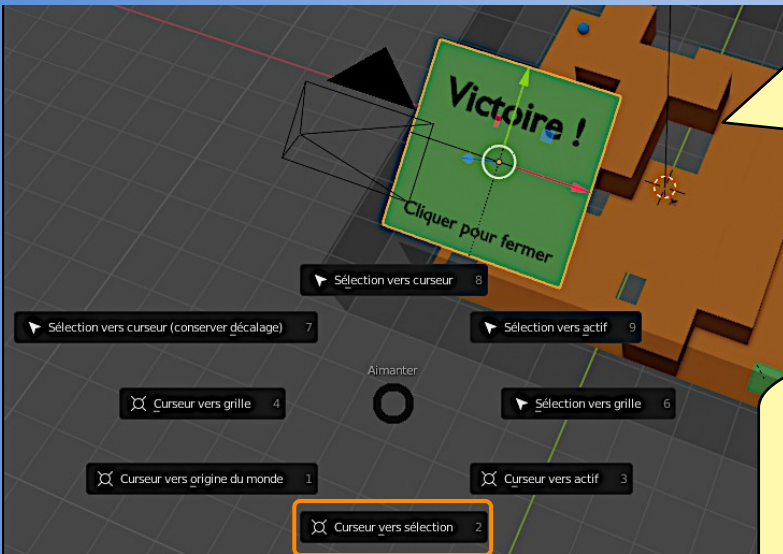 Victoire !
Cliquer pour fermer
Sélection vers curseur 8
Sélection vers curseur (conserver décalage) 7
Sélection vers actif 9
Aimanter
Curseur vers grille 4
Sélection vers grille 6
Curseur vers origine du monde 1
Curseur vers actif 3
Curseur vers sélection 2